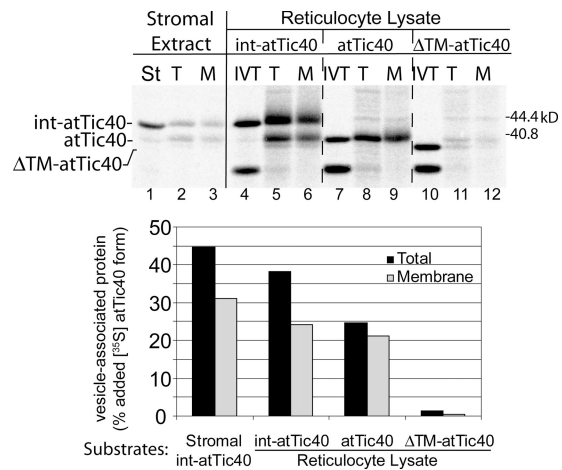 Stromal Extract
Reticulocyte Lysate
int-atTic40 atTic40 ΔTM-atTic40
St T M IVT T M IVT T M IVT T M
int-atTic40-
atTic40-
ΔTM-atTic40
-44.4 kD
-40.8
1 2 3 4 5 6 7 8 9 10 11 12
vesicle-associated protein
(% added [³⁵S] atTic40 form)
50
40
30
20
10
0
Total
Membrane
Substrates:
Stromal int-atTic40
int-atTic40 atTic40 ΔTM-atTic40
Reticulocyte Lysate